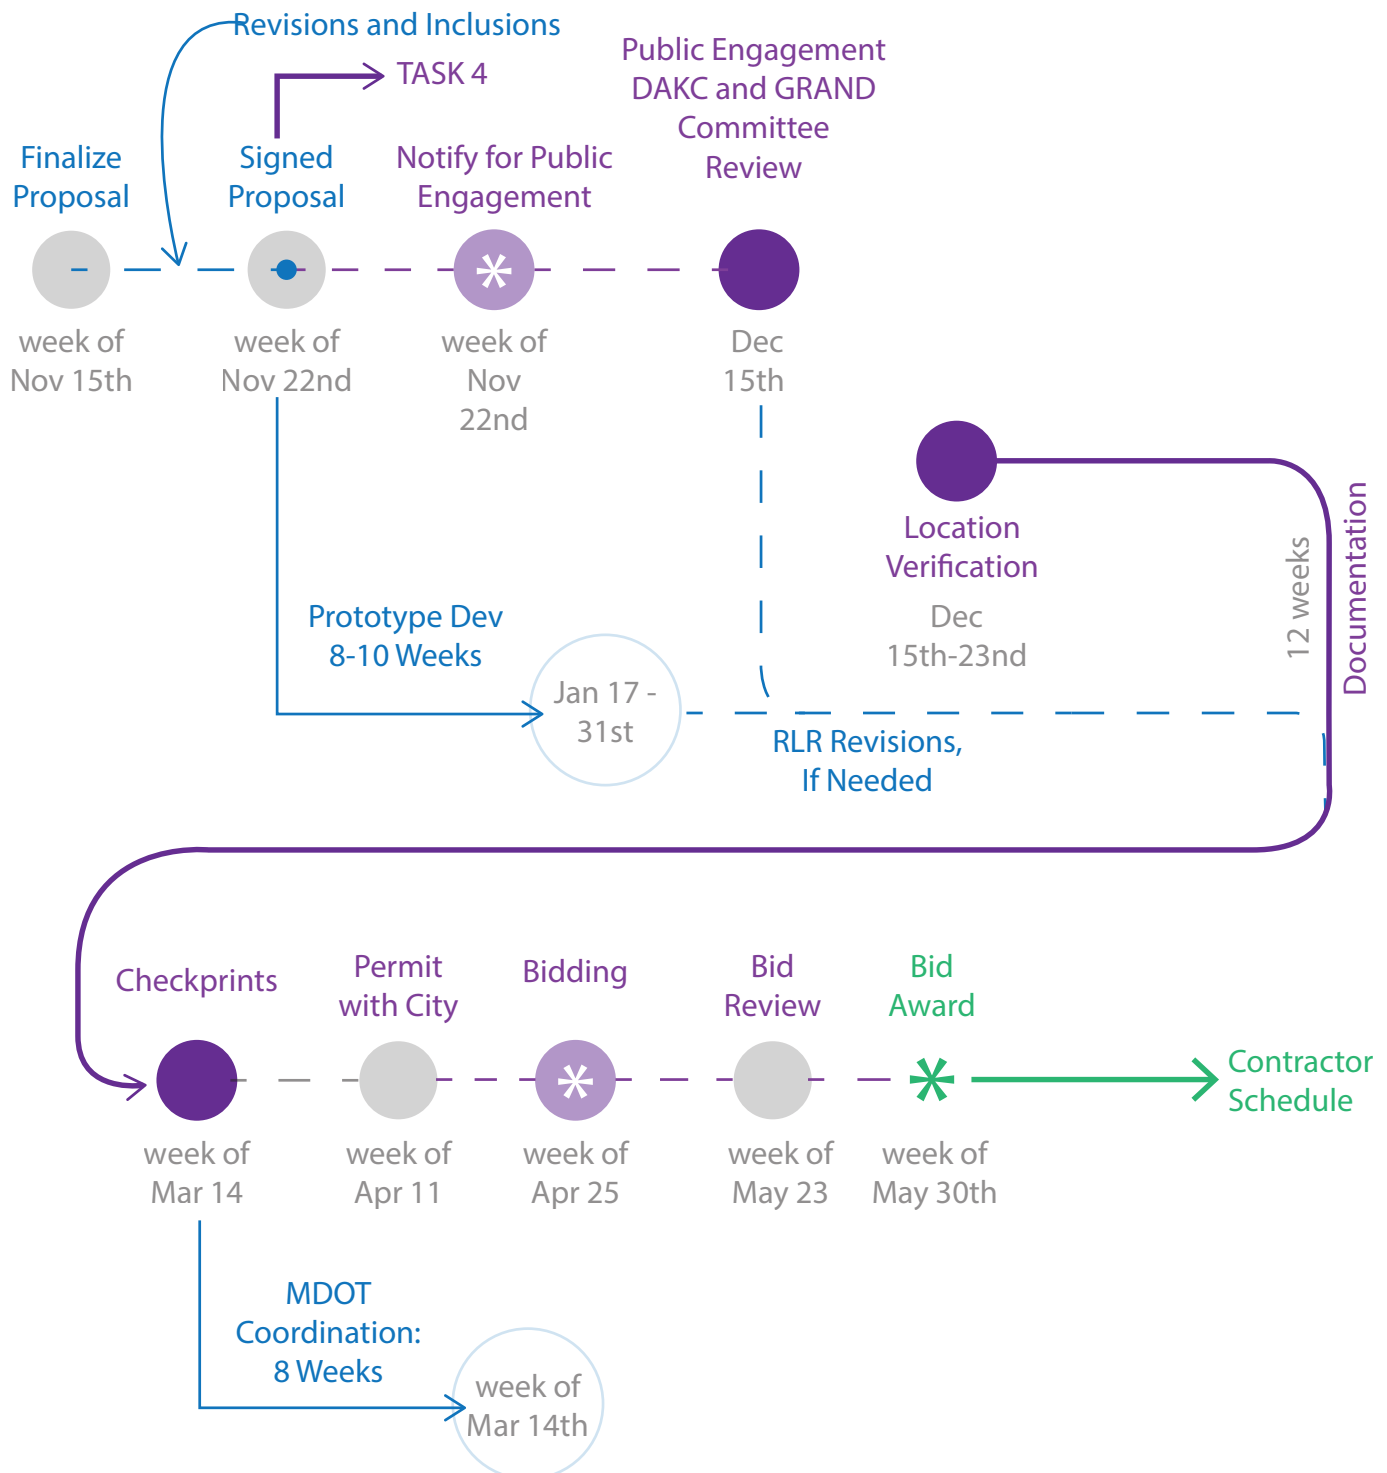 Revisions and Inclusions
TASK 4
Public Engagement
DAKC and GRAND
Committee
Review
Finalize
Proposal
Signed
Proposal
Notify for Public
Engagement
*
week of
Nov 15th
week of
Nov 22nd
week of
Nov
22nd
Dec
15th
Location
Verification
Dec
15th-23nd
12 weeks
Documentation
Prototype Dev
8-10 Weeks
Jan 17 -
31st
RLR Revisions,
If Needed
Checkprints
Permit
with City
Bidding
Bid
Review
Bid
Award
*
*
Contractor
Schedule
week of
Mar 14
week of
Apr 11
week of
Apr 25
week of
May 23
week of
May 30th
MDOT
Coordination:
8 Weeks
week of
Mar 14th